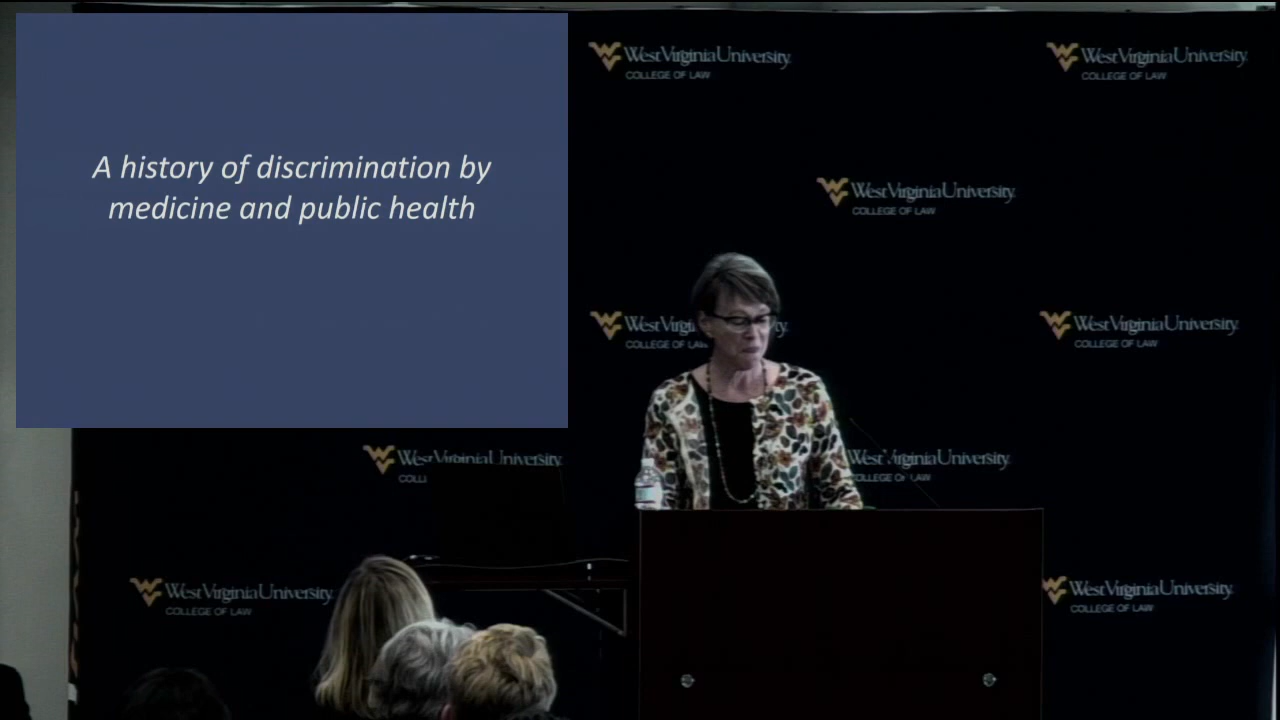 A history of discrimination by
medicine and public health
West Virginia University
COLLEGE OF LAW
West Virginia University
COLLEGE OF LAW
West Virginia University
COLLEGE OF LAW
West Virgi ty
COLLEGE OF LAW
West Virginia University
COLLEGE OF LAW
West Virginia University
COLL
West Virginia University
COLLEGE OF LAW
West Virginia University
COLLEGE OF LAW
West Virginia University
COLLEGE OF LAW